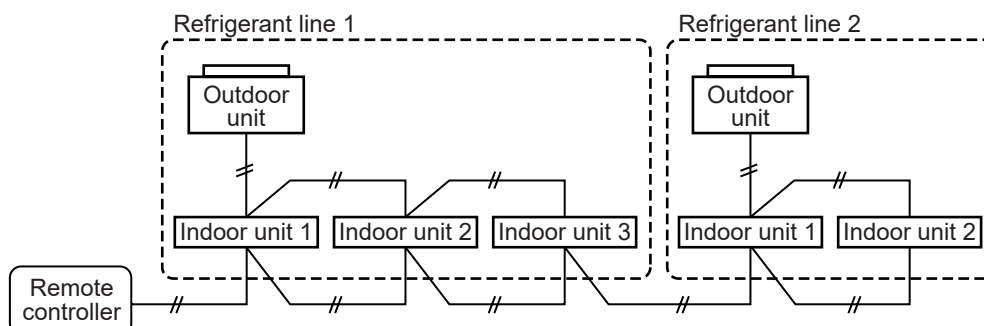 Refrigerant line 1
Refrigerant line 2
Outdoor
unit
Outdoor
unit
Indoor unit 1
Indoor unit 2
Indoor unit 3
Indoor unit 1
Indoor unit 2
Remote
controller